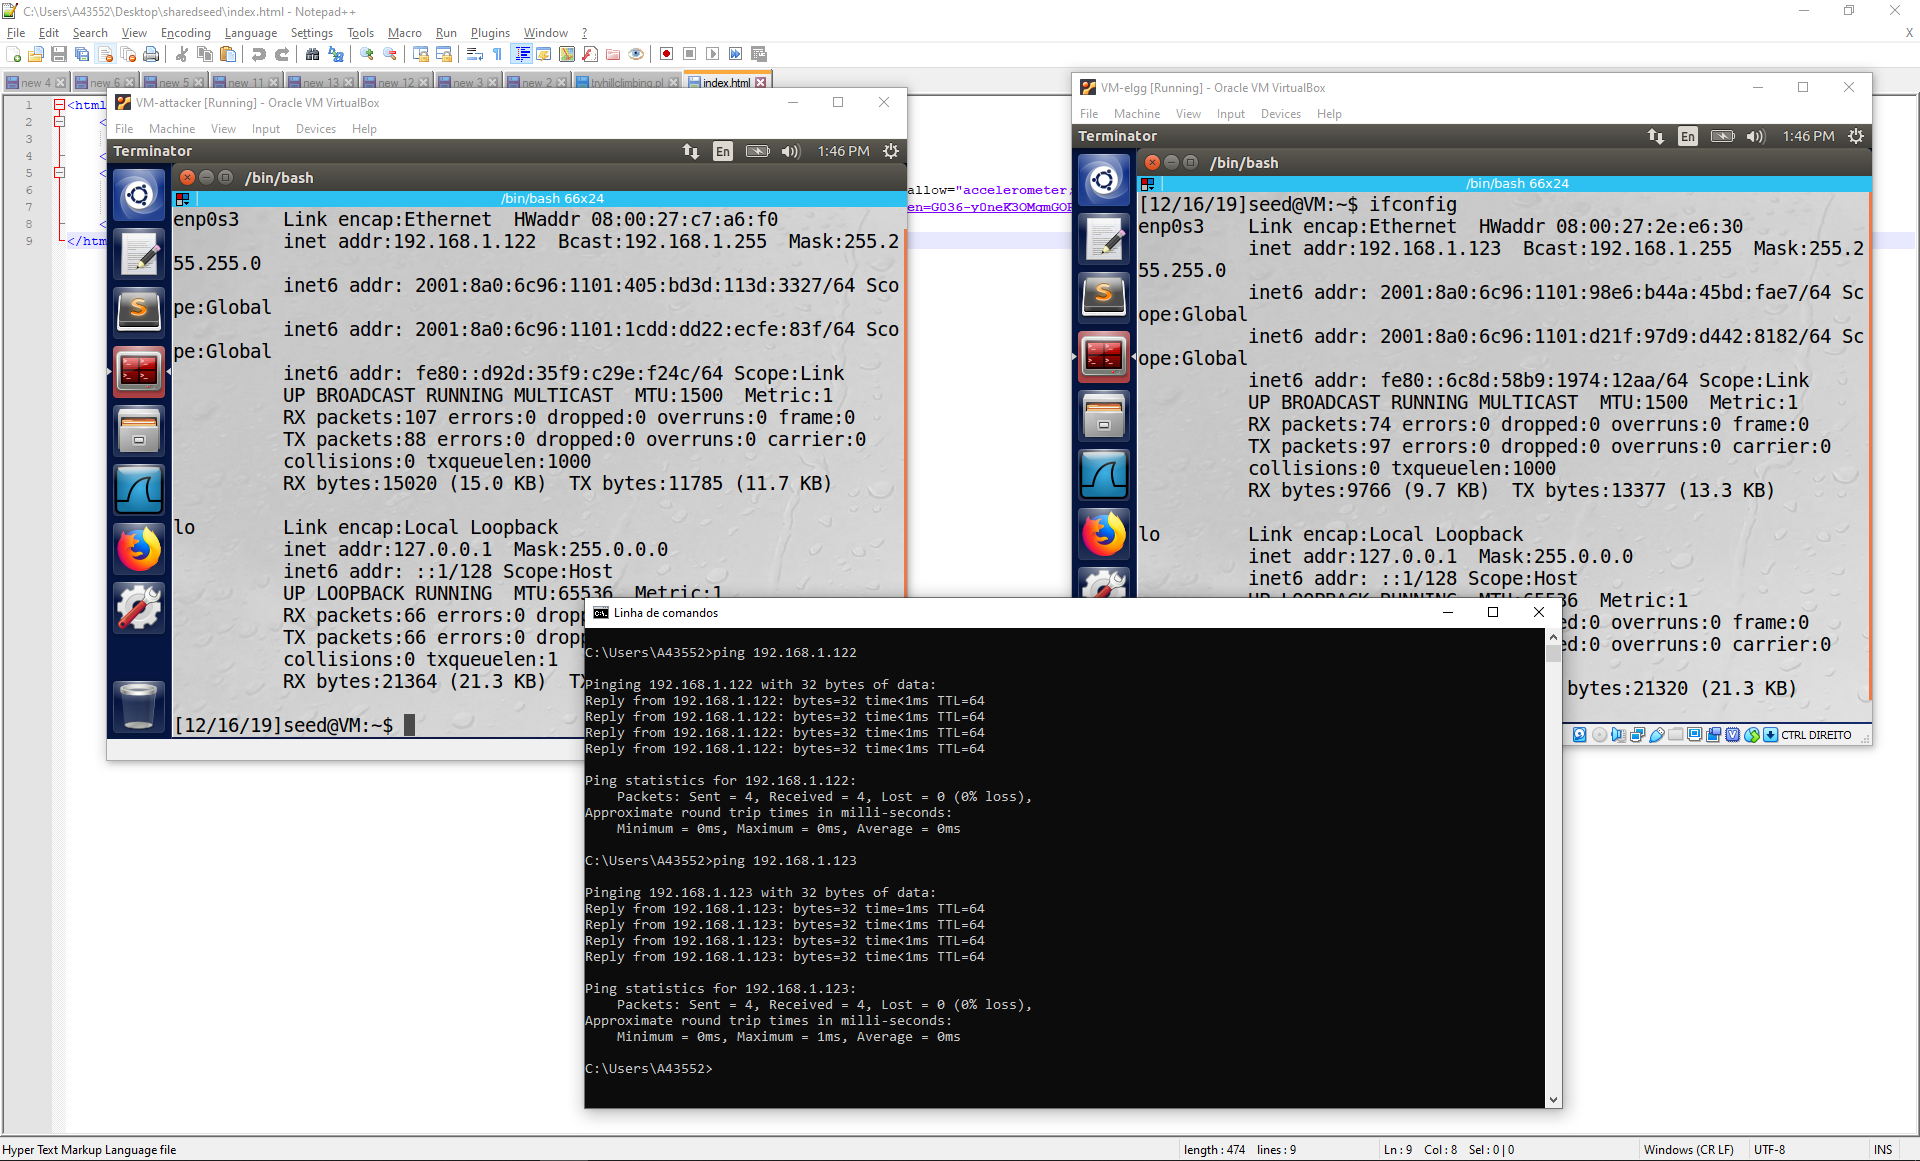 C:\Users\A43552\Desktop\sharedseed\index.html - Notepad++
File Edit Search View Encoding Language Settings Tools Macro Run Plugins Window ?
X
new 4 new 6 new 5 new 11 new 13 new 12 new 3 new 2 tryhillclimbing.pl index.html
1 <html
2 <
3
4 <
5 <
6 allow="accelerometer;
7 en=G036-y0neK3OMqmGOF
8 <
9 </htm
VM-attacker [Running] - Oracle VM VirtualBox
File Machine View Input Devices Help
Terminator En 1:46 PM
/bin/bash
/bin/bash 66x24
enp0s3 Link encap:Ethernet HWaddr 08:00:27:c7:a6:f0
inet addr:192.168.1.122 Bcast:192.168.1.255 Mask:255.2
55.255.0
inet6 addr: 2001:8a0:6c96:1101:405:bd3d:113d:3327/64 Sco
pe:Global
inet6 addr: 2001:8a0:6c96:1101:1cdd:dd22:ecfe:83f/64 Sco
pe:Global
inet6 addr: fe80::d92d:35f9:c29e:f24c/64 Scope:Link
UP BROADCAST RUNNING MULTICAST MTU:1500 Metric:1
RX packets:107 errors:0 dropped:0 overruns:0 frame:0
TX packets:88 errors:0 dropped:0 overruns:0 carrier:0
collisions:0 txqueuelen:1000
RX bytes:15020 (15.0 KB) TX bytes:11785 (11.7 KB)
lo Link encap:Local Loopback
inet addr:127.0.0.1 Mask:255.0.0.0
inet6 addr: ::1/128 Scope:Host
UP LOOPBACK RUNNING MTU:65536 Metric:1
RX packets:66 errors:0 drop
TX packets:66 errors:0 drop
collisions:0 txqueuelen:1
RX bytes:21364 (21.3 KB) TX
[12/16/19]seed@VM:~$
VM-elgg [Running] - Oracle VM VirtualBox
File Machine View Input Devices Help
Terminator En 1:46 PM
/bin/bash
/bin/bash 66x24
[12/16/19]seed@VM:~$ ifconfig
enp0s3 Link encap:Ethernet HWaddr 08:00:27:2e:e6:30
inet addr:192.168.1.123 Bcast:192.168.1.255 Mask:255.2
55.255.0
inet6 addr: 2001:8a0:6c96:1101:98e6:b44a:45bd:fae7/64 Sc
ope:Global
inet6 addr: 2001:8a0:6c96:1101:d21f:97d9:d442:8182/64 Sc
ope:Global
inet6 addr: fe80::6c8d:58b9:1974:12aa/64 Scope:Link
UP BROADCAST RUNNING MULTICAST MTU:1500 Metric:1
RX packets:74 errors:0 dropped:0 overruns:0 frame:0
TX packets:97 errors:0 dropped:0 overruns:0 carrier:0
collisions:0 txqueuelen:1000
RX bytes:9766 (9.7 KB) TX bytes:13377 (13.3 KB)
lo Link encap:Local Loopback
inet addr:127.0.0.1 Mask:255.0.0.0
inet6 addr: ::1/128 Scope:Host
UP LOOPBACK RUNNING MTU:65536 Metric:1
ed:0 overruns:0 frame:0
ed:0 overruns:0 carrier:0
bytes:21320 (21.3 KB)
CTRL DIREITO
Linha de comandos
C:\Users\A43552>ping 192.168.1.122
Pinging 192.168.1.122 with 32 bytes of data:
Reply from 192.168.1.122: bytes=32 time<1ms TTL=64
Reply from 192.168.1.122: bytes=32 time<1ms TTL=64
Reply from 192.168.1.122: bytes=32 time<1ms TTL=64
Reply from 192.168.1.122: bytes=32 time<1ms TTL=64
Ping statistics for 192.168.1.122:
Packets: Sent = 4, Received = 4, Lost = 0 (0% loss),
Approximate round trip times in milli-seconds:
Minimum = 0ms, Maximum = 0ms, Average = 0ms
C:\Users\A43552>ping 192.168.1.123
Pinging 192.168.1.123 with 32 bytes of data:
Reply from 192.168.1.123: bytes=32 time=1ms TTL=64
Reply from 192.168.1.123: bytes=32 time<1ms TTL=64
Reply from 192.168.1.123: bytes=32 time<1ms TTL=64
Reply from 192.168.1.123: bytes=32 time<1ms TTL=64
Ping statistics for 192.168.1.123:
Packets: Sent = 4, Received = 4, Lost = 0 (0% loss),
Approximate round trip times in milli-seconds:
Minimum = 0ms, Maximum = 1ms, Average = 0ms
C:\Users\A43552>
Hyper Text Markup Language file length : 474 lines : 9 Ln : 9 Col : 8 Sel : 0 | 0 Windows (CR LF) UTF-8 INS